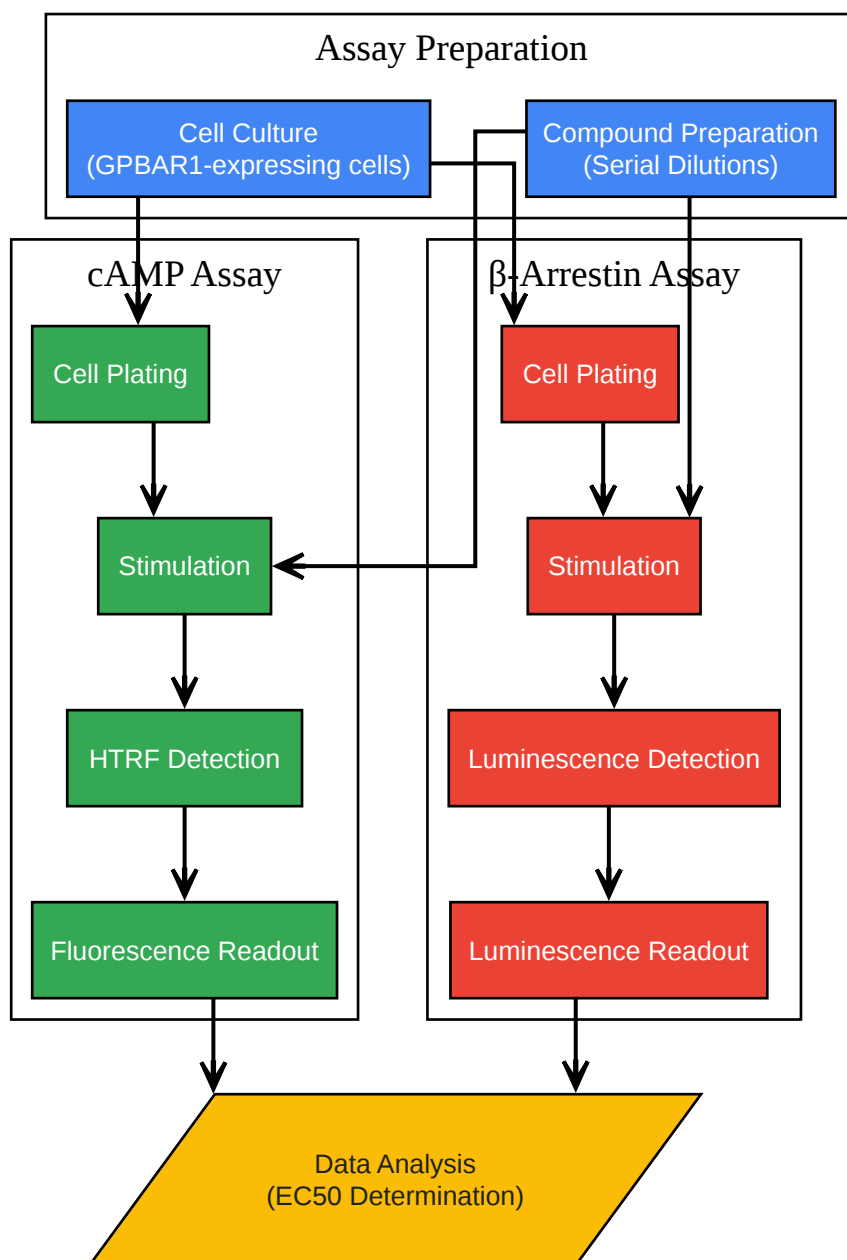 Assay Preparation
Cell Culture
(GPBAR1-expressing cells)
Compound Preparation
(Serial Dilutions)
cAMP Assay
β-Arrestin Assay
Cell Plating
Cell Plating
Stimulation
Stimulation
HTRF Detection
Luminescence Detection
Fluorescence Readout
Luminescence Readout
Data Analysis
(EC50 Determination)